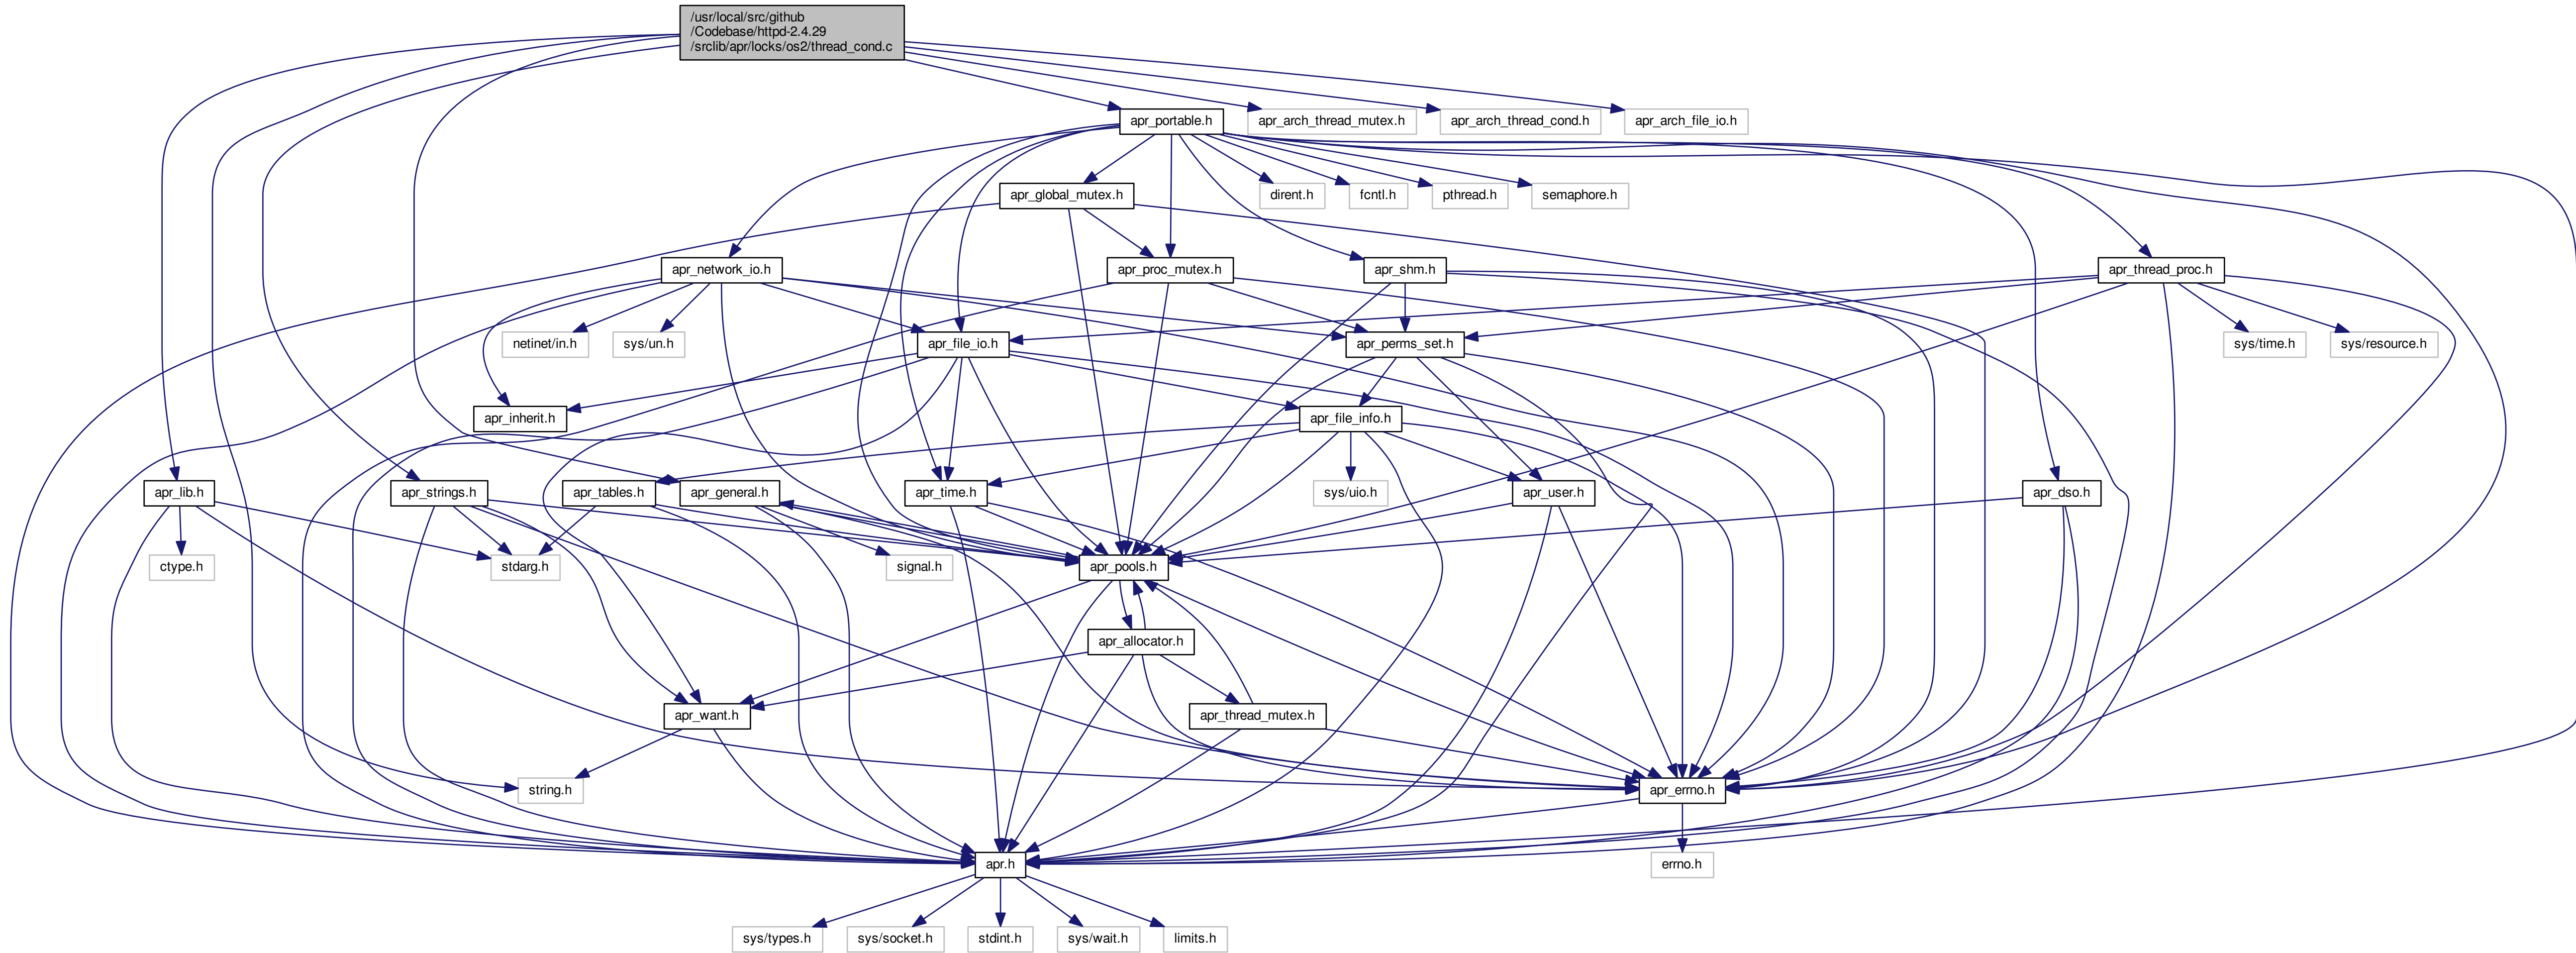 /usr/local/src/github
/Codebase/httpd-2.4.29
/srclib/apr/locks/os2/thread_cond.c
apr_portable.h
apr_arch_thread_mutex.h
apr_arch_thread_cond.h
apr_arch_file_io.h
apr_global_mutex.h
dirent.h
fcntl.h
pthread.h
semaphore.h
apr_network_io.h
apr_proc_mutex.h
apr_shm.h
apr_thread_proc.h
netinet/in.h
sys/un.h
apr_file_io.h
apr_perms_set.h
sys/time.h
sys/resource.h
apr_inherit.h
apr_file_info.h
apr_lib.h
apr_strings.h
apr_tables.h
apr_general.h
apr_time.h
sys/uio.h
apr_user.h
apr_dso.h
ctype.h
stdarg.h
signal.h
apr_pools.h
apr_allocator.h
apr_want.h
apr_thread_mutex.h
string.h
apr_errno.h
apr.h
errno.h
sys/types.h
sys/socket.h
stdint.h
sys/wait.h
limits.h